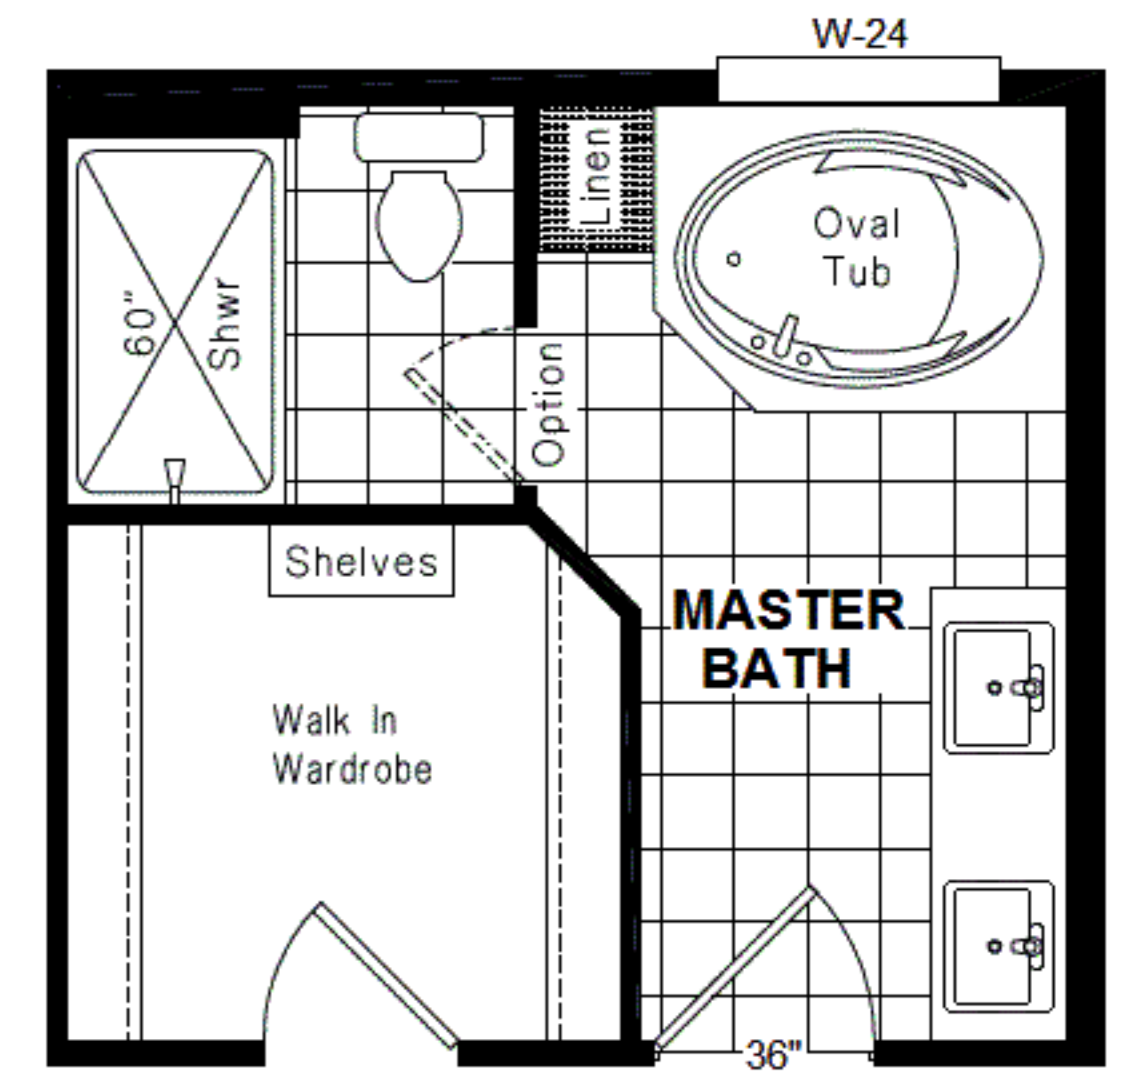 W-24
Linen
Oval
Tub
60"
Shwr
Option
Shelves
MASTER
BATH
Walk In
Wardrobe
36"